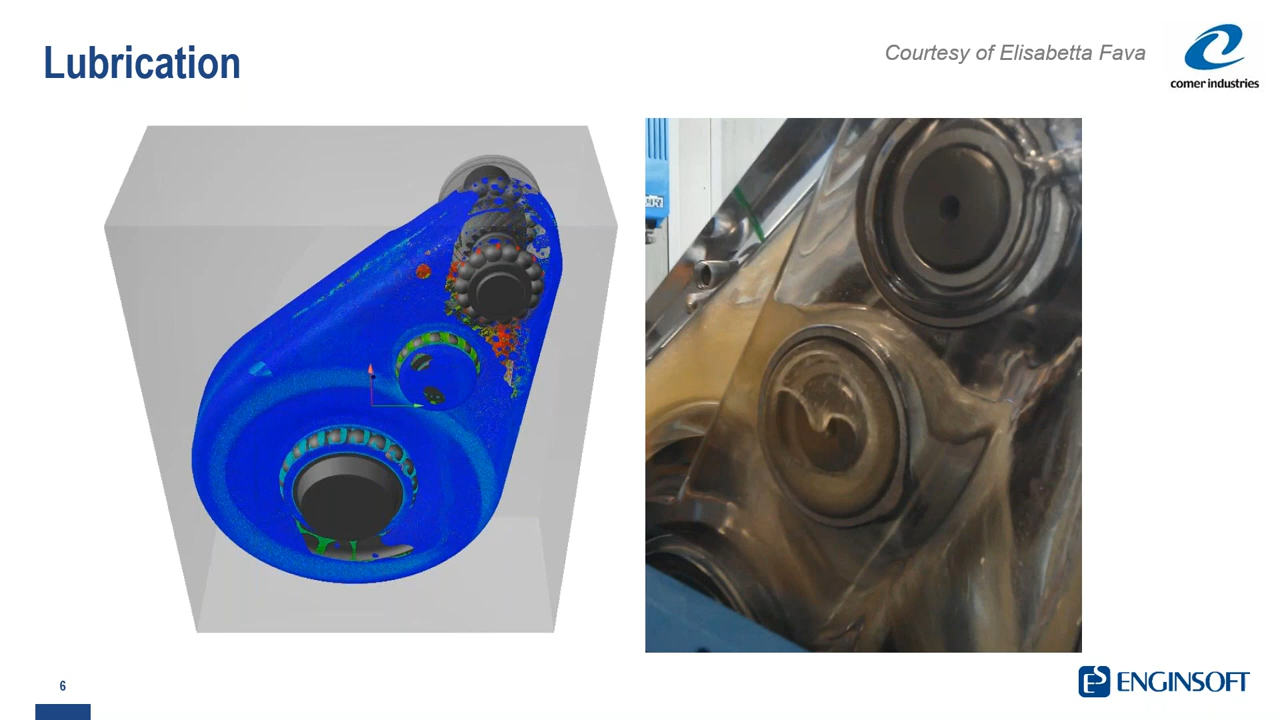 Lubrication
Courtesy of Elisabetta Fava
comer industries
6
ENGINSOFT